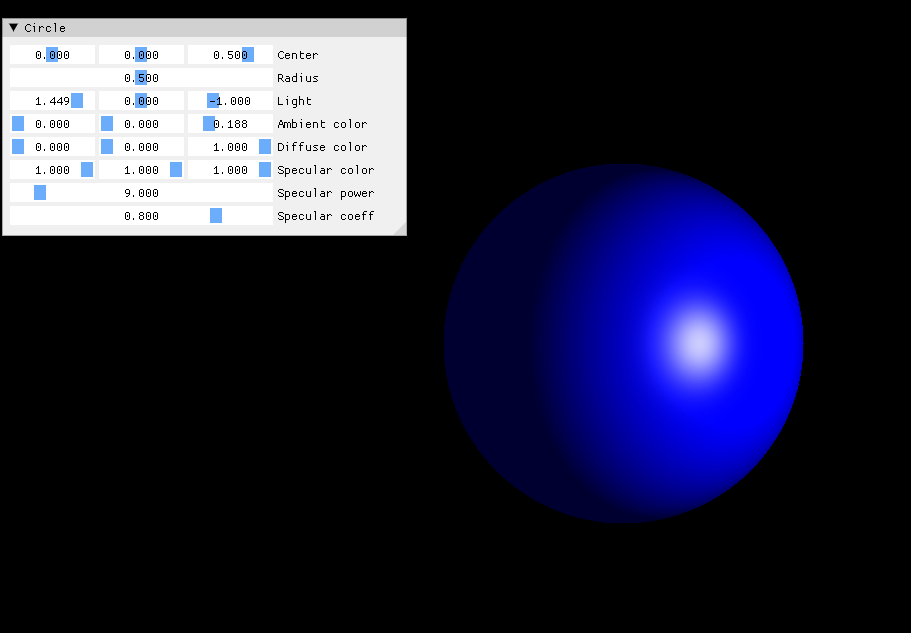 ▼ Circle
0.000 0.000 0.500 Center
0.500 Radius
1.449 0.000 -1.000 Light
0.000 0.000 0.188 Ambient color
0.000 0.000 1.000 Diffuse color
1.000 1.000 1.000 Specular color
9.000 Specular power
0.800 Specular coeff